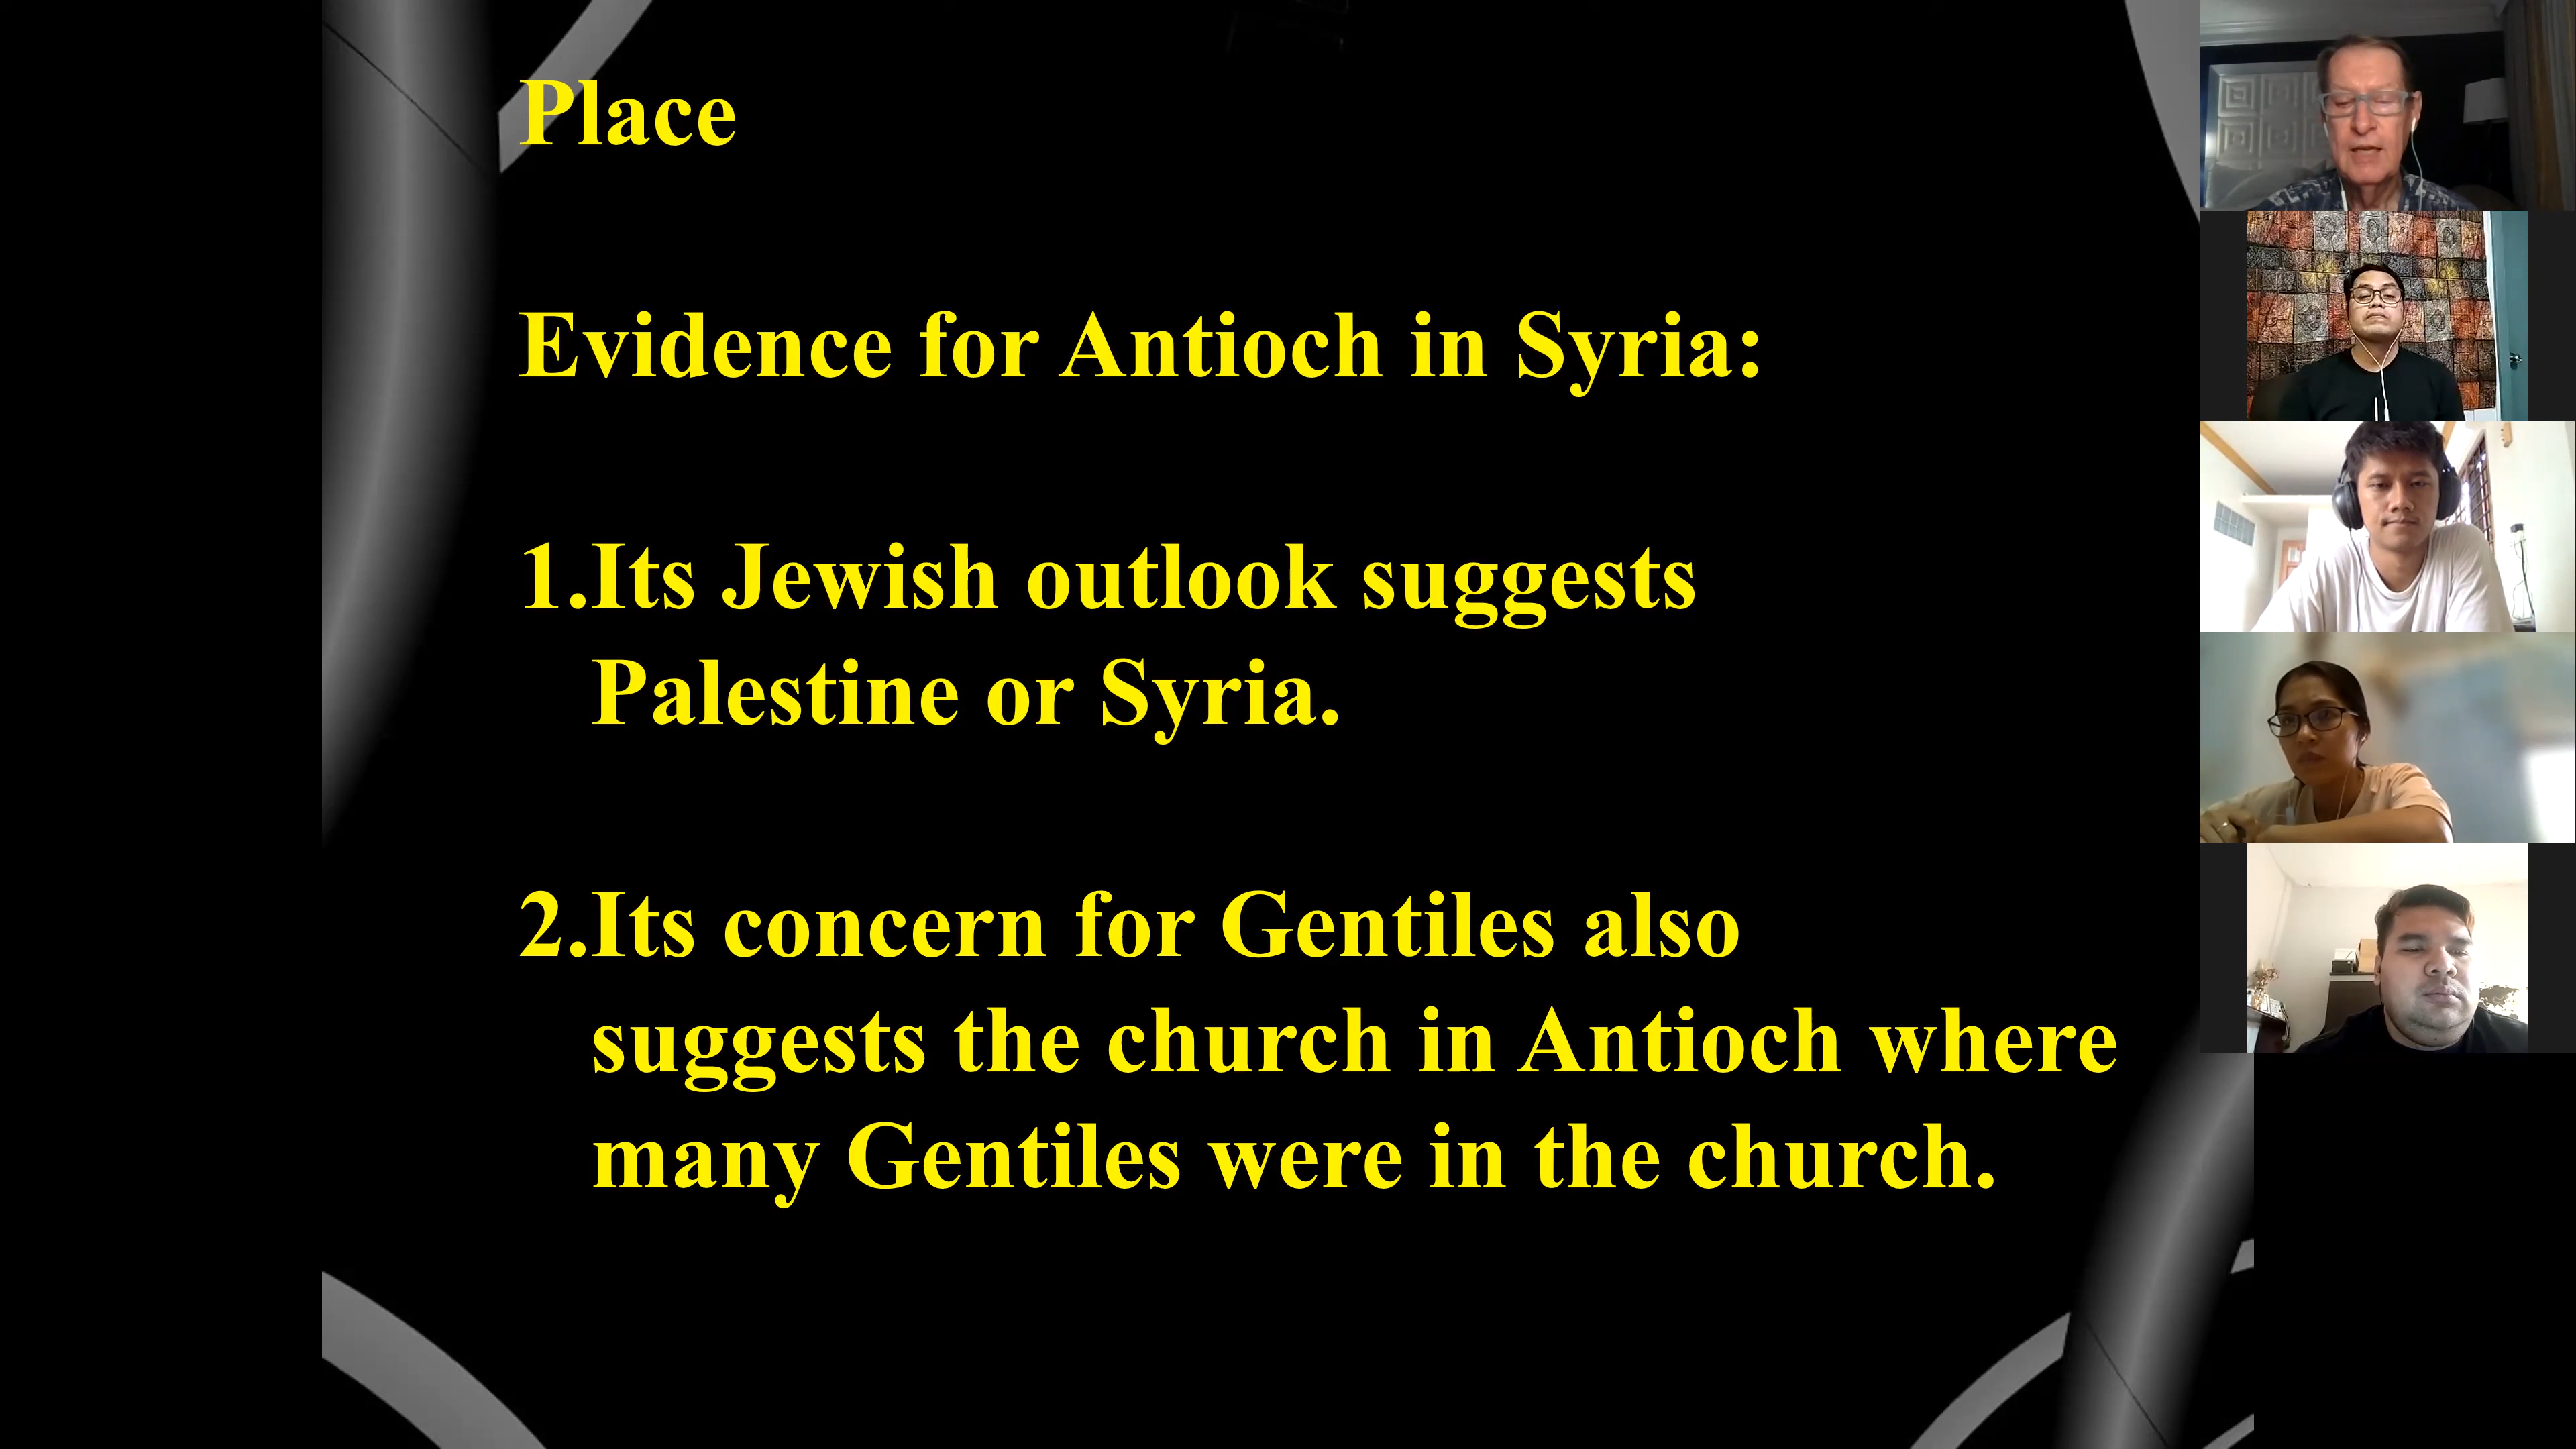 Place
Evidence for Antioch in Syria:
1.Its Jewish outlook suggests
Palestine or Syria.
2.Its concern for Gentiles also
suggests the church in Antioch where
many Gentiles were in the church.